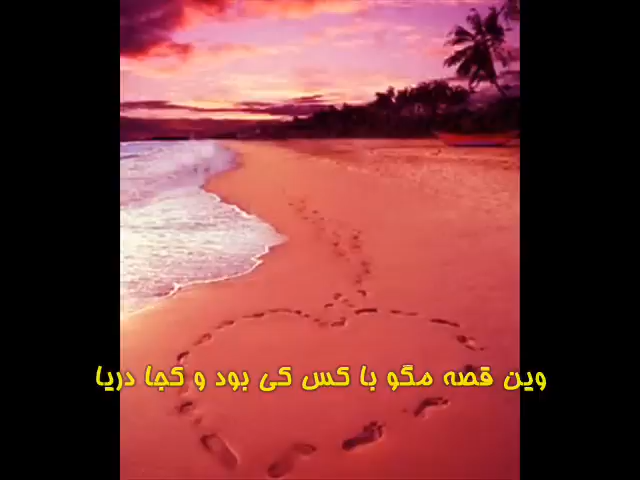 وین قصه مگو با کس کی بود و کجا دریا